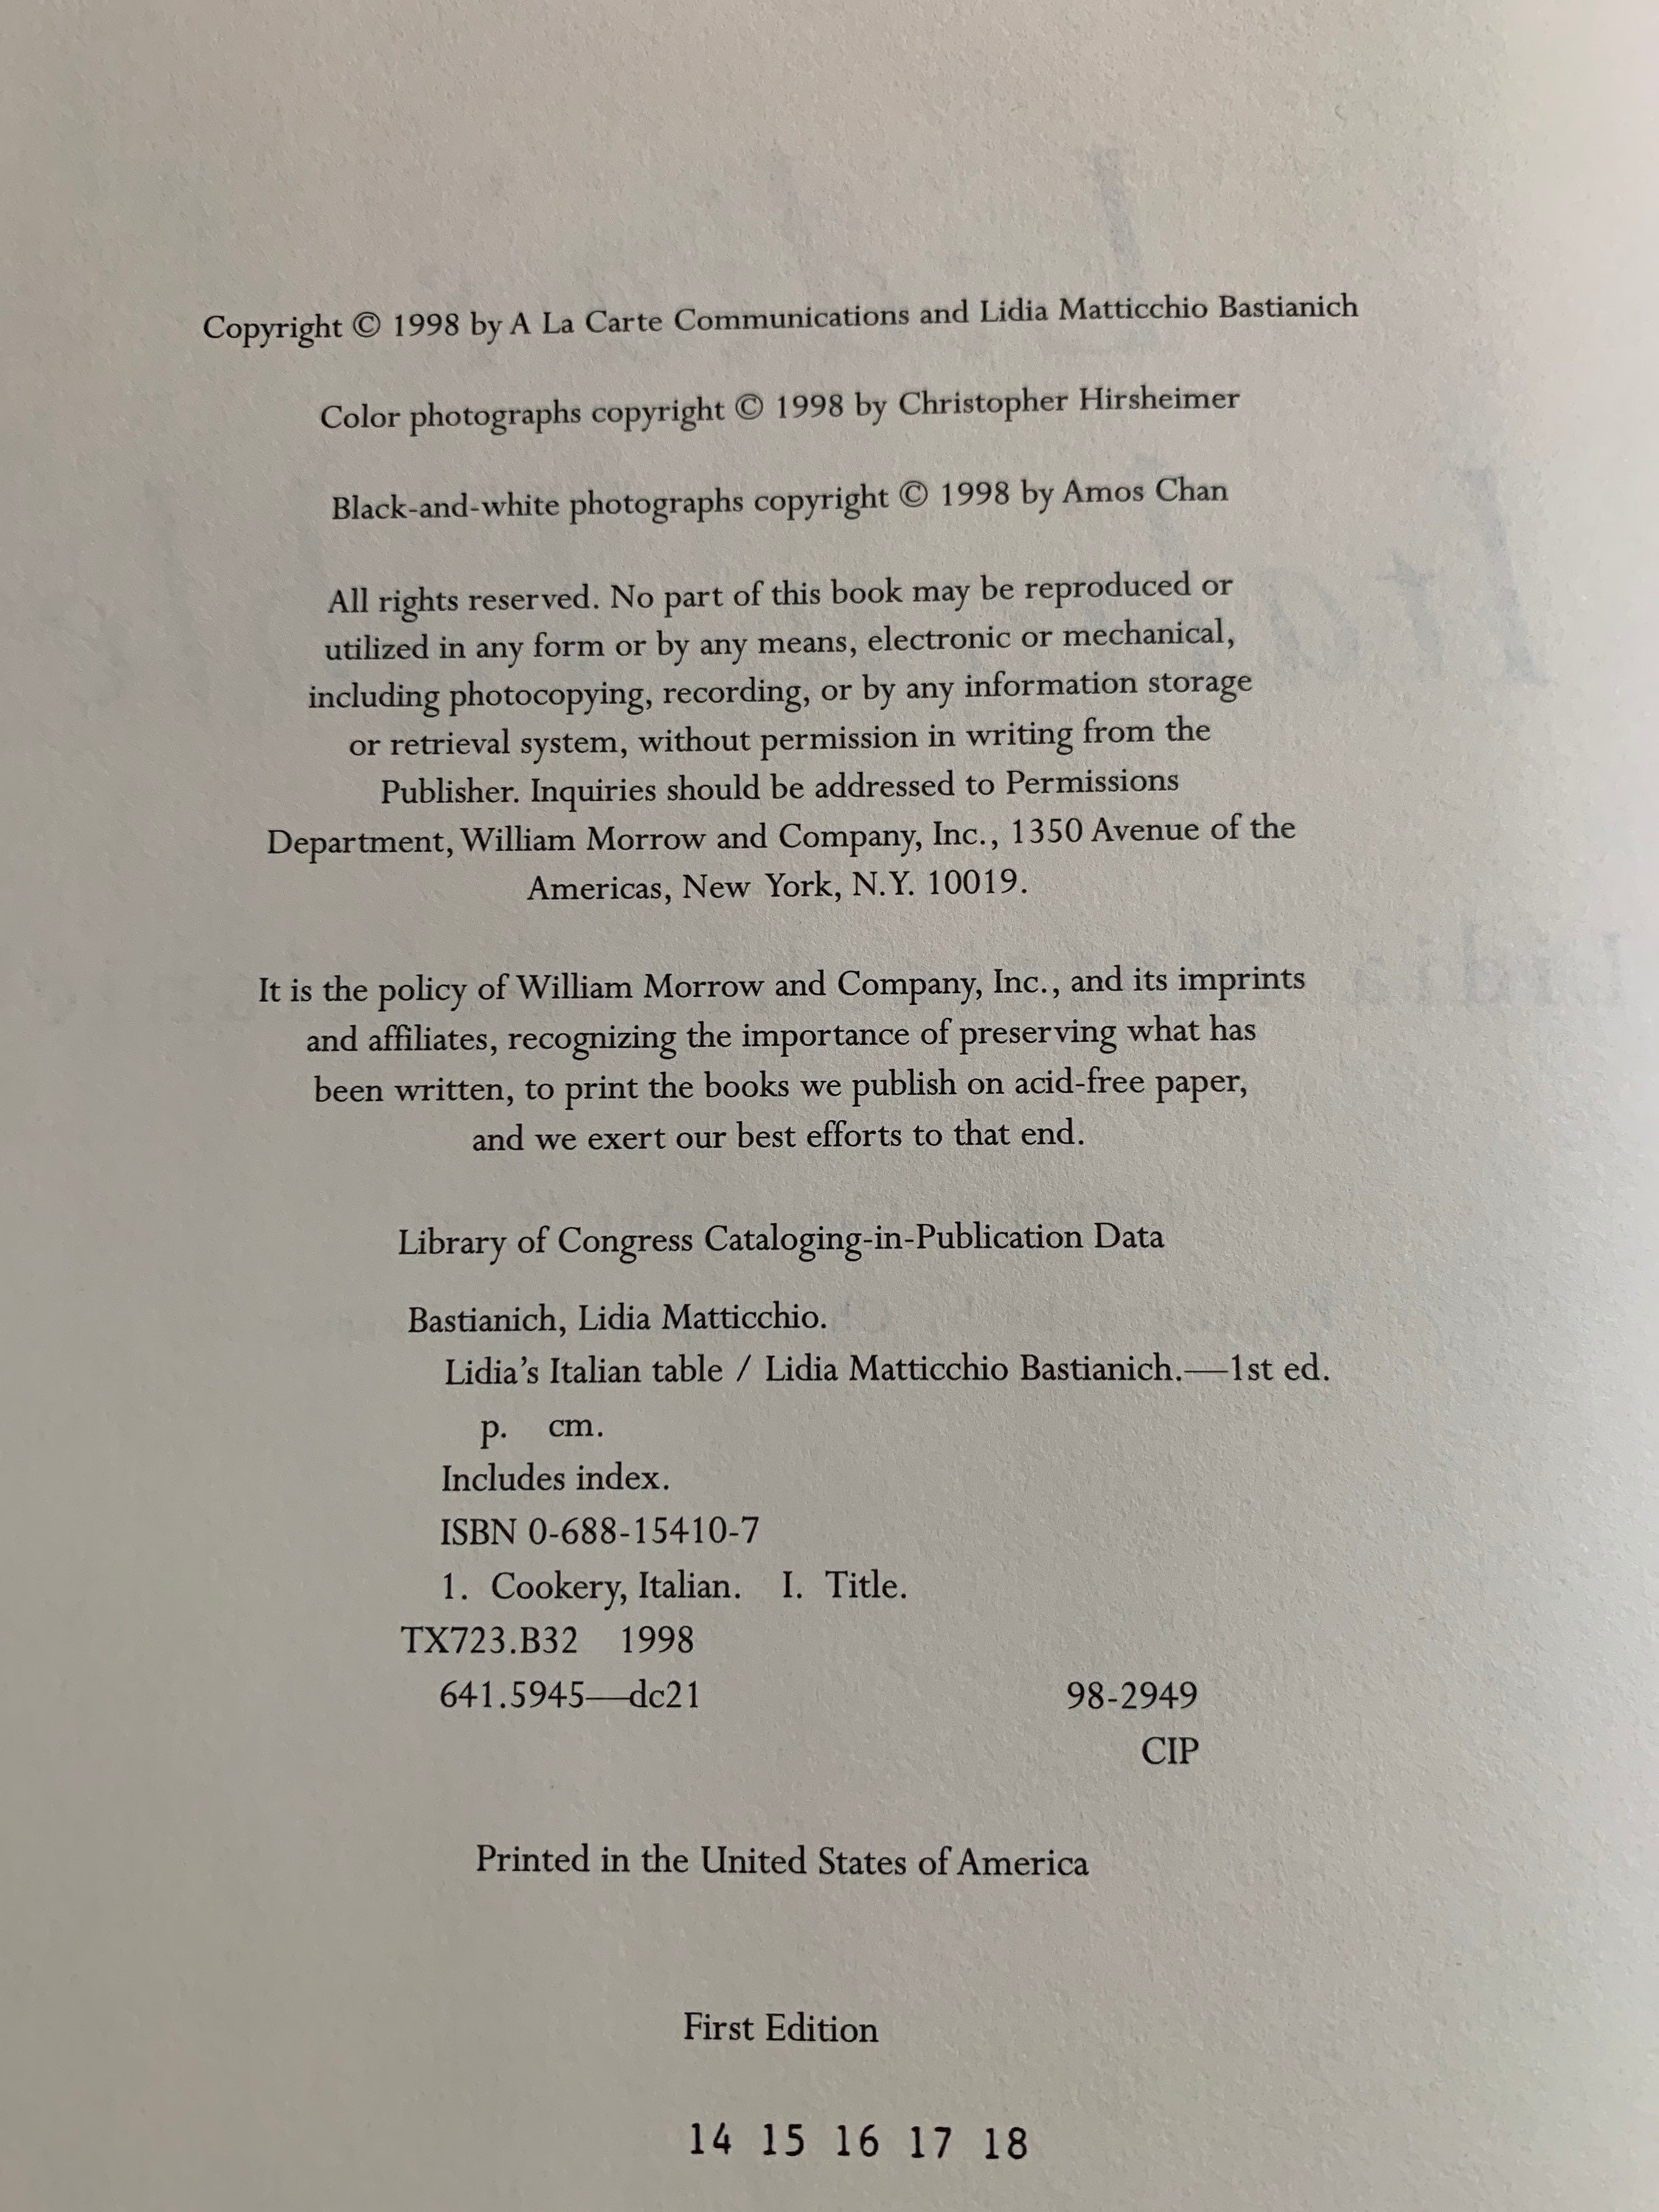 Copyright © 1998 by A La Carte Communications and Lidia Matticchio Bastianich
Color photographs copyright © 1998 by Christopher Hirsheimer
Black-and-white photographs copyright © 1998 by Amos Chan
All rights reserved. No part of this book may be reproduced or
utilized in any form or by any means, electronic or mechanical,
including photocopying, recording, or by any information storage
or retrieval system, without permission in writing from the
Publisher. Inquiries should be addressed to Permissions
Department, William Morrow and Company, Inc., 1350 Avenue of the
Americas, New York, N.Y. 10019.
It is the policy of William Morrow and Company, Inc., and its imprints
and affiliates, recognizing the importance of preserving what has
been written, to print the books we publish on acid-free paper,
and we exert our best efforts to that end.
Library of Congress Cataloging-in-Publication Data
Bastianich, Lidia Matticchio.
Lidia's Italian table / Lidia Matticchio Bastianich.—1st ed.
p. cm.
Includes index.
ISBN 0-688-15410-7
1. Cookery, Italian. I. Title.
TX723.B32 1998
641.5945—dc21 98-2949
CIP
Printed in the United States of America
First Edition
14 15 16 17 18